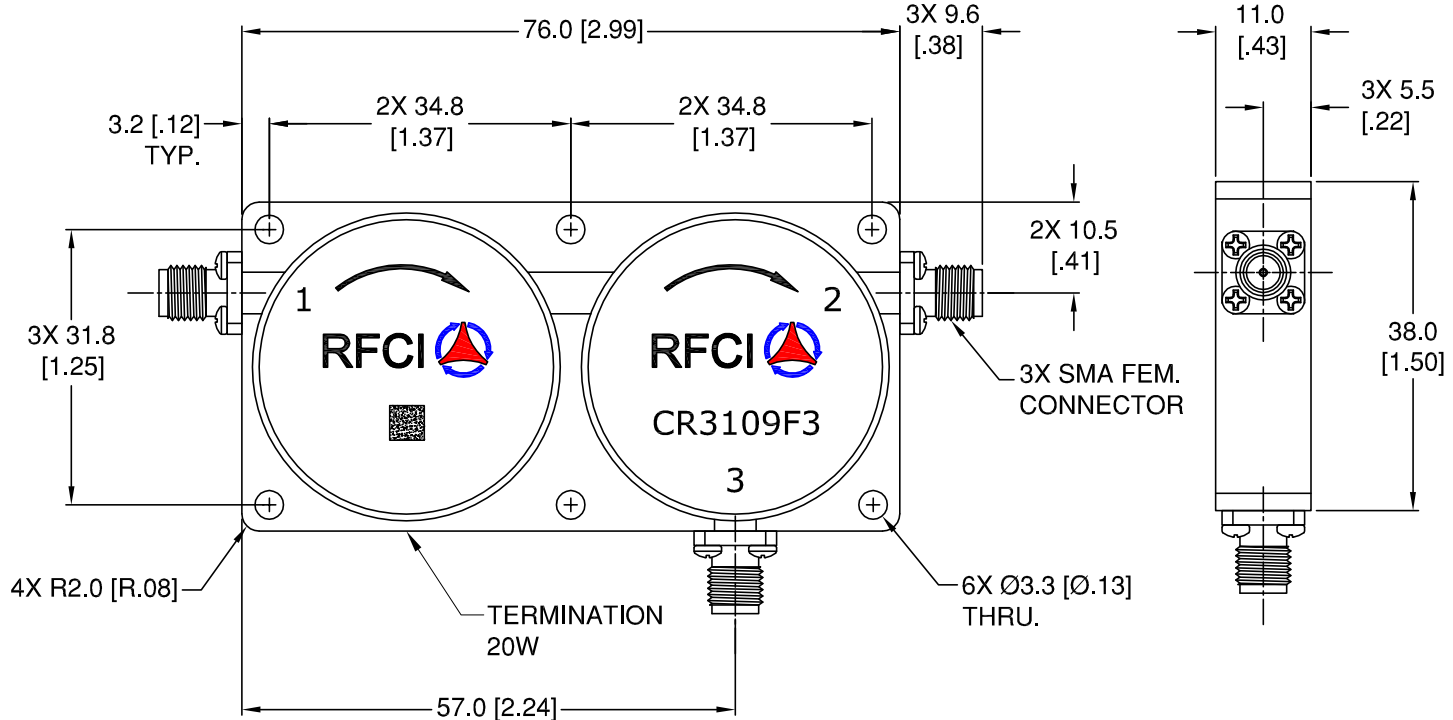 76.0 [2.99]
3X 9.6
[.38]
11.0
[.43]
3X 5.5
[.22]
3.2 [.12]
TYP.
2X 34.8
[1.37]
2X 34.8
[1.37]
2X 10.5
[.41]
3X 31.8
[1.25]
38.0
[1.50]
1
RFCI
2
RFCI
CR3109F3
3
3X SMA FEM.
CONNECTOR
4X R2.0 [R.08]
TERMINATION
20W
6X Ø3.3 [Ø.13]
THRU.
57.0 [2.24]